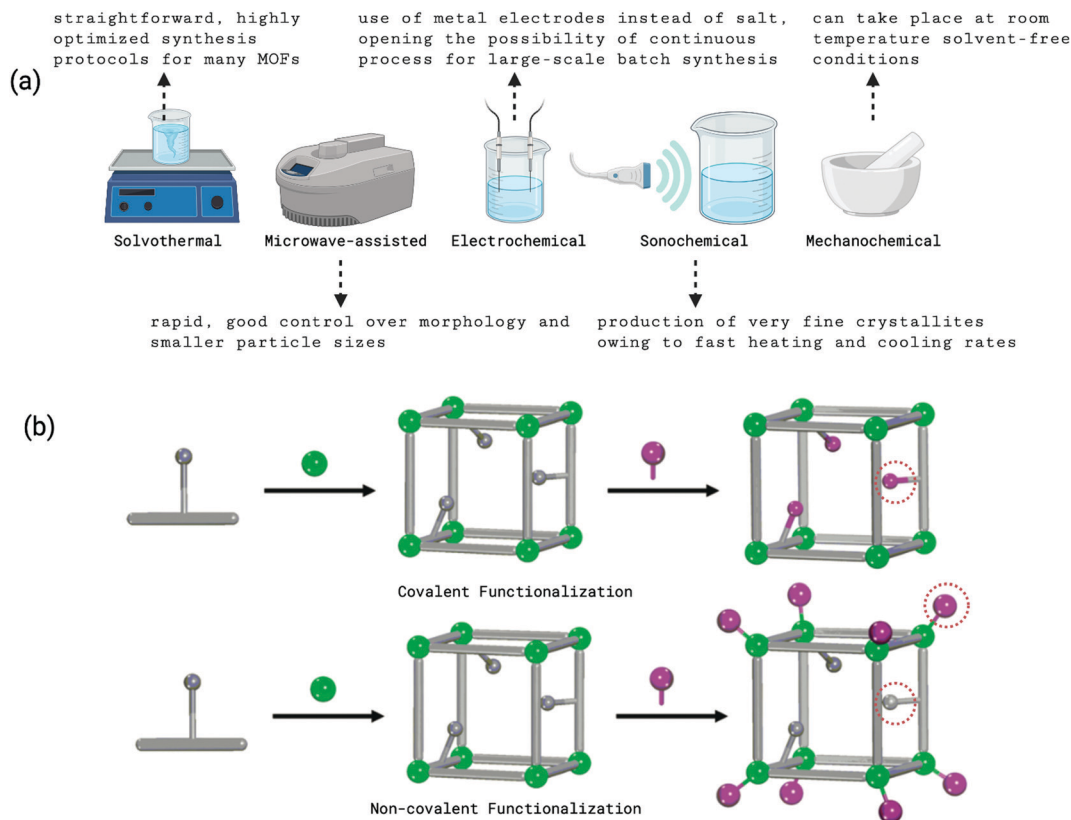 straightforward, highly
optimized synthesis
protocols for many MOFs
use of metal electrodes instead of salt,
opening the possibility of continuous
process for large-scale batch synthesis
can take place at room
temperature solvent-free
conditions
(a)
Solvothermal
Microwave-assisted
Electrochemical
Sonochemical
Mechanochemical
rapid, good control over morphology and
smaller particle sizes
production of very fine crystallites
owing to fast heating and cooling rates
(b)
Covalent Functionalization
Non-covalent Functionalization